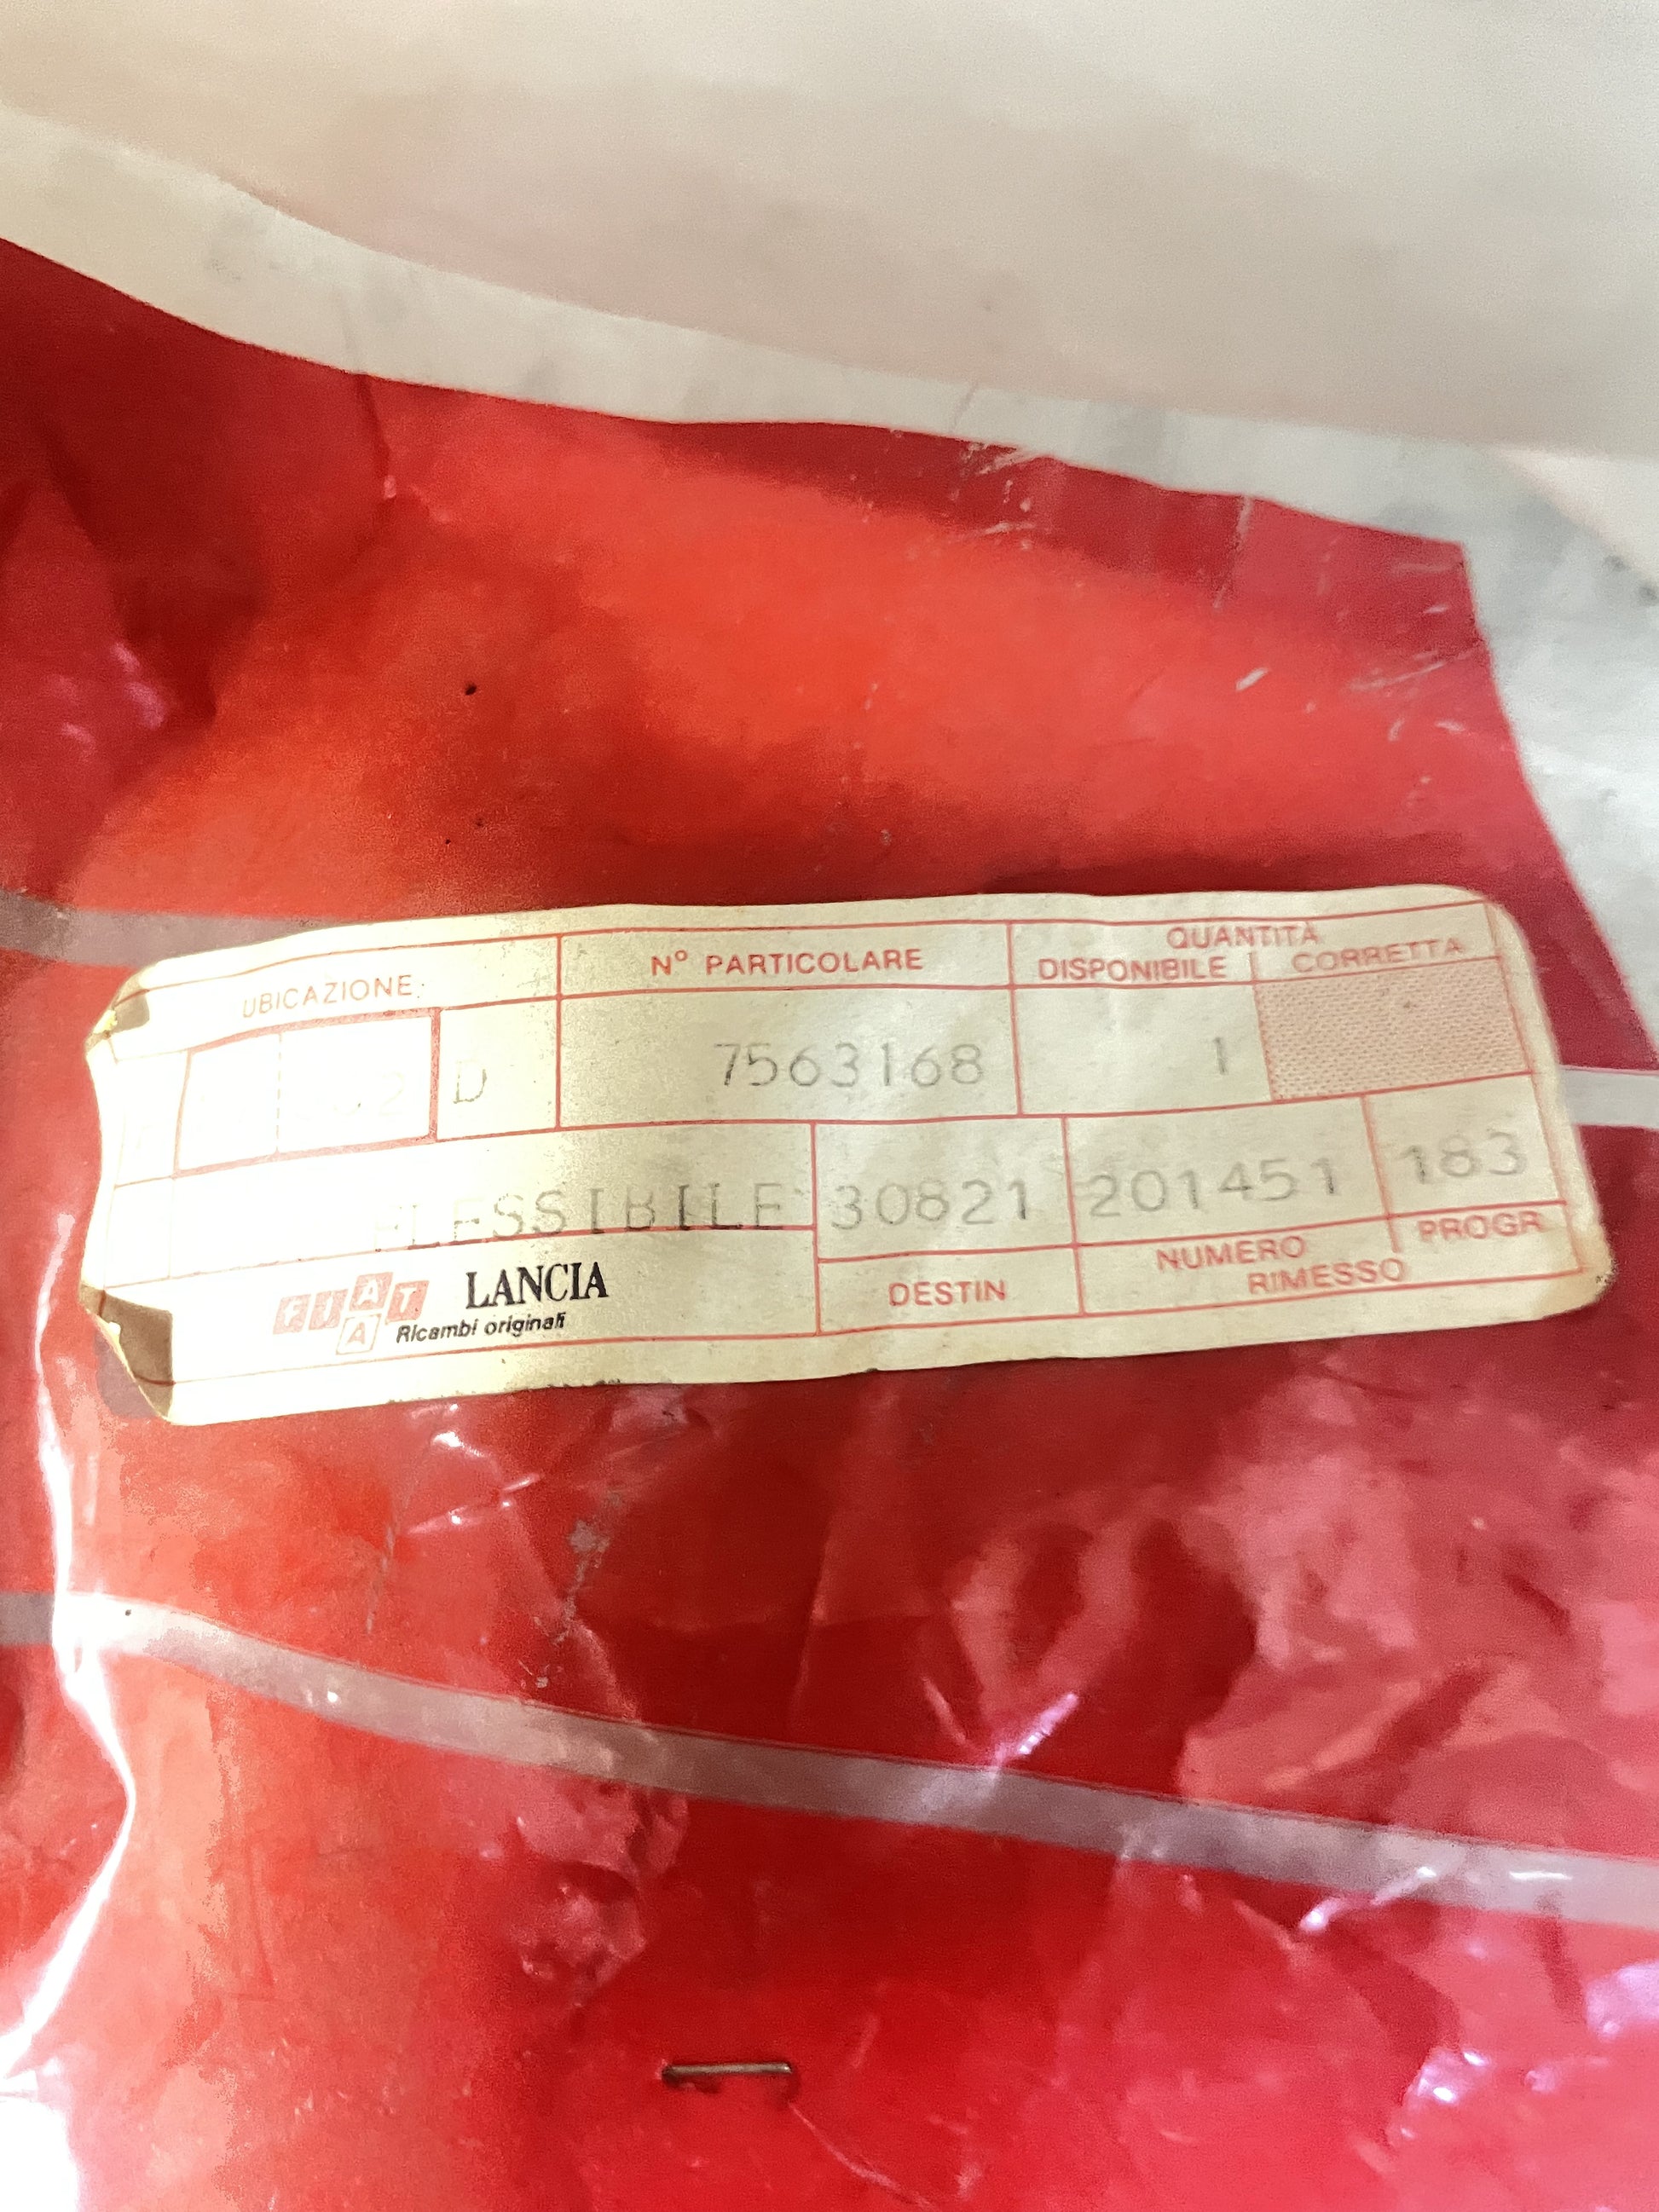 UBICAZIONE
N° PARTICOLARE
QUANTITÀ
DISPONIBILE
CORRETTA
D
7563168
1
FLESSIBILE
30821
201451
183
DESTIN
NUMERO
RIMESSO
PROGR
FIAT
A
LANCIA
Ricambi originali